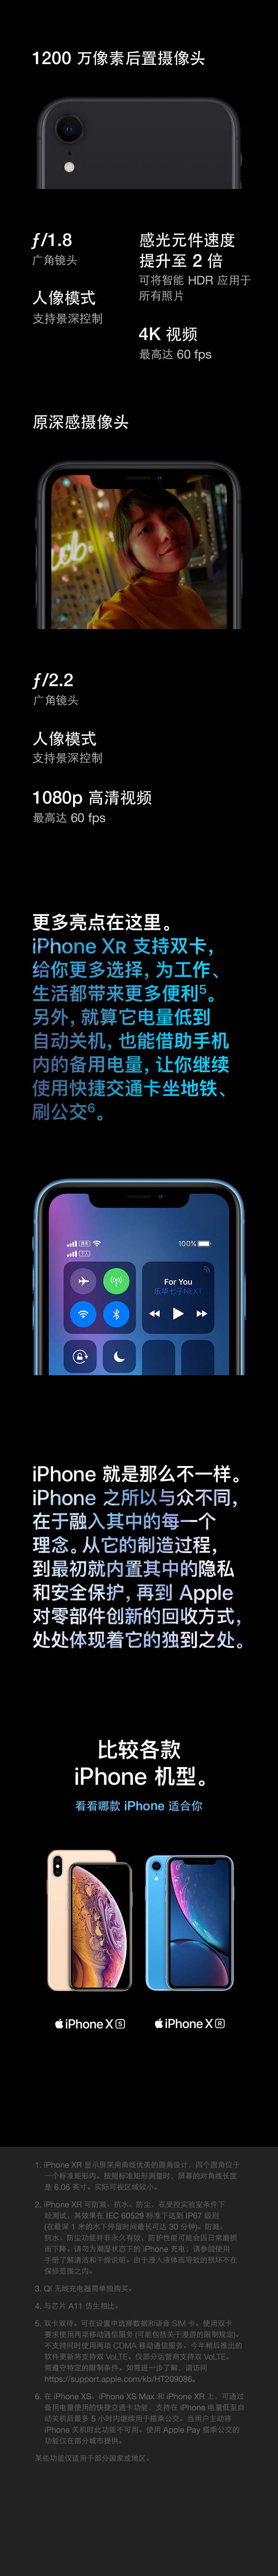 1200 万像素后置摄像头
ƒ/1.8
广角镜头
人像模式
支持景深控制
感光元件速度
提升至 2 倍
可将智能 HDR 应用于
所有照片
4K 视频
最高达 60 fps
原深感摄像头
ƒ/2.2
广角镜头
人像模式
支持景深控制
1080p 高清视频
最高达 60 fps
更多亮点在这里。
iPhone XR 支持双卡，
给你更多选择，为工作、
生活都带来更多便利5。
另外，就算它电量低到
自动关机，也能借助手机
内的备用电量，让你继续
使用快捷交通卡坐地铁、
刷公交6。
100%
For You
乐华七子NEXT
iPhone 就是那么不一样。
iPhone 之所以与众不同，
在于融入其中的每一个
理念。从它的制造过程，
到最初就内置其中的隐私
和安全保护，再到 Apple
对零部件创新的回收方式，
处处体现着它的独到之处。
比较各款
iPhone 机型。
看看哪款 iPhone 适合你
iPhone XS
iPhone XR
1. iPhone XR 显示屏采用曲线优美的圆角设计，四个圆角位于
一个标准矩形内。按照标准矩形测量时，屏幕的对角线长度
是 6.06 英寸。实际可视区域较小。
2. iPhone XR 可防溅、抗水、防尘，在受控实验室条件下
经测试，其效果在 IEC 60529 标准下达到 IP67 级别
(在最深 1 米的水下停留时间最长可达 30 分钟)。防溅、
抗水、防尘功能并非永久有效，防护性能可能会因日常磨损
而下降。请勿为潮湿状态下的 iPhone 充电；请参阅使用
手册了解清洁和干燥说明。由于浸入液体而导致的损坏不在
保修范围之内。
3. Qi 无线充电器需单独购买。
4. 与芯片 A11 仿生相比。
5. 双卡双待。可在设置中选择数据和语音 SIM 卡。使用双卡
要求使用两项移动通信服务 (可能包括关于漫游的限制规定)。
不支持同时使用两项 CDMA 移动通信服务。今年稍后推出的
软件更新将支持双 VoLTE。仅部分运营商支持双 VoLTE。
需遵守特定的限制条件。如需进一步了解，请访问
https://support.apple.com/kb/HT209086。
6. 在 iPhone XS、iPhone XS Max 和 iPhone XR 上，可通过
备用电量使用的快捷交通卡功能，支持在 iPhone 电量低至自
动关机后最多 5 小时内继续用于搭乘公交。当用户主动将
iPhone 关机时此功能不可用。使用 Apple Pay 搭乘公交的
功能仅在部分城市提供。
某些功能仅适用于部分国家或地区。